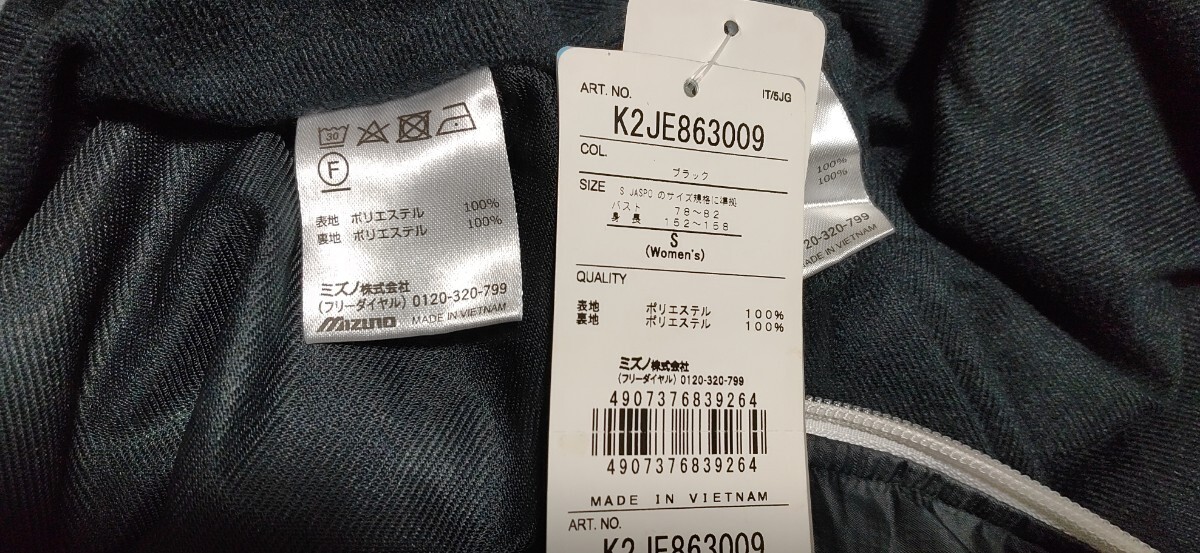 30
F
表地 ポリエステル 100%
裏地 ポリエステル 100%
ミズノ株式会社
(フリーダイヤル) 0120-320-799
MIZUNO MADE IN VIETNAM
ART. NO. IT/5JG
K2JE863009
COL.
ブラック
SIZE S JASPO のサイズ規格に準拠
バスト 78～82
身 長 152～158
S
(Women's)
QUALITY
表地 ポリエステル 100%
裏地 ポリエステル 100%
ミズノ株式会社
(フリーダイヤル) 0120-320-799
4907376839264
4907376839264
MADE IN VIETNAM
ART. NO.
K2JE863009
100%
100%
20-320-799
MADE IN VIETNAM